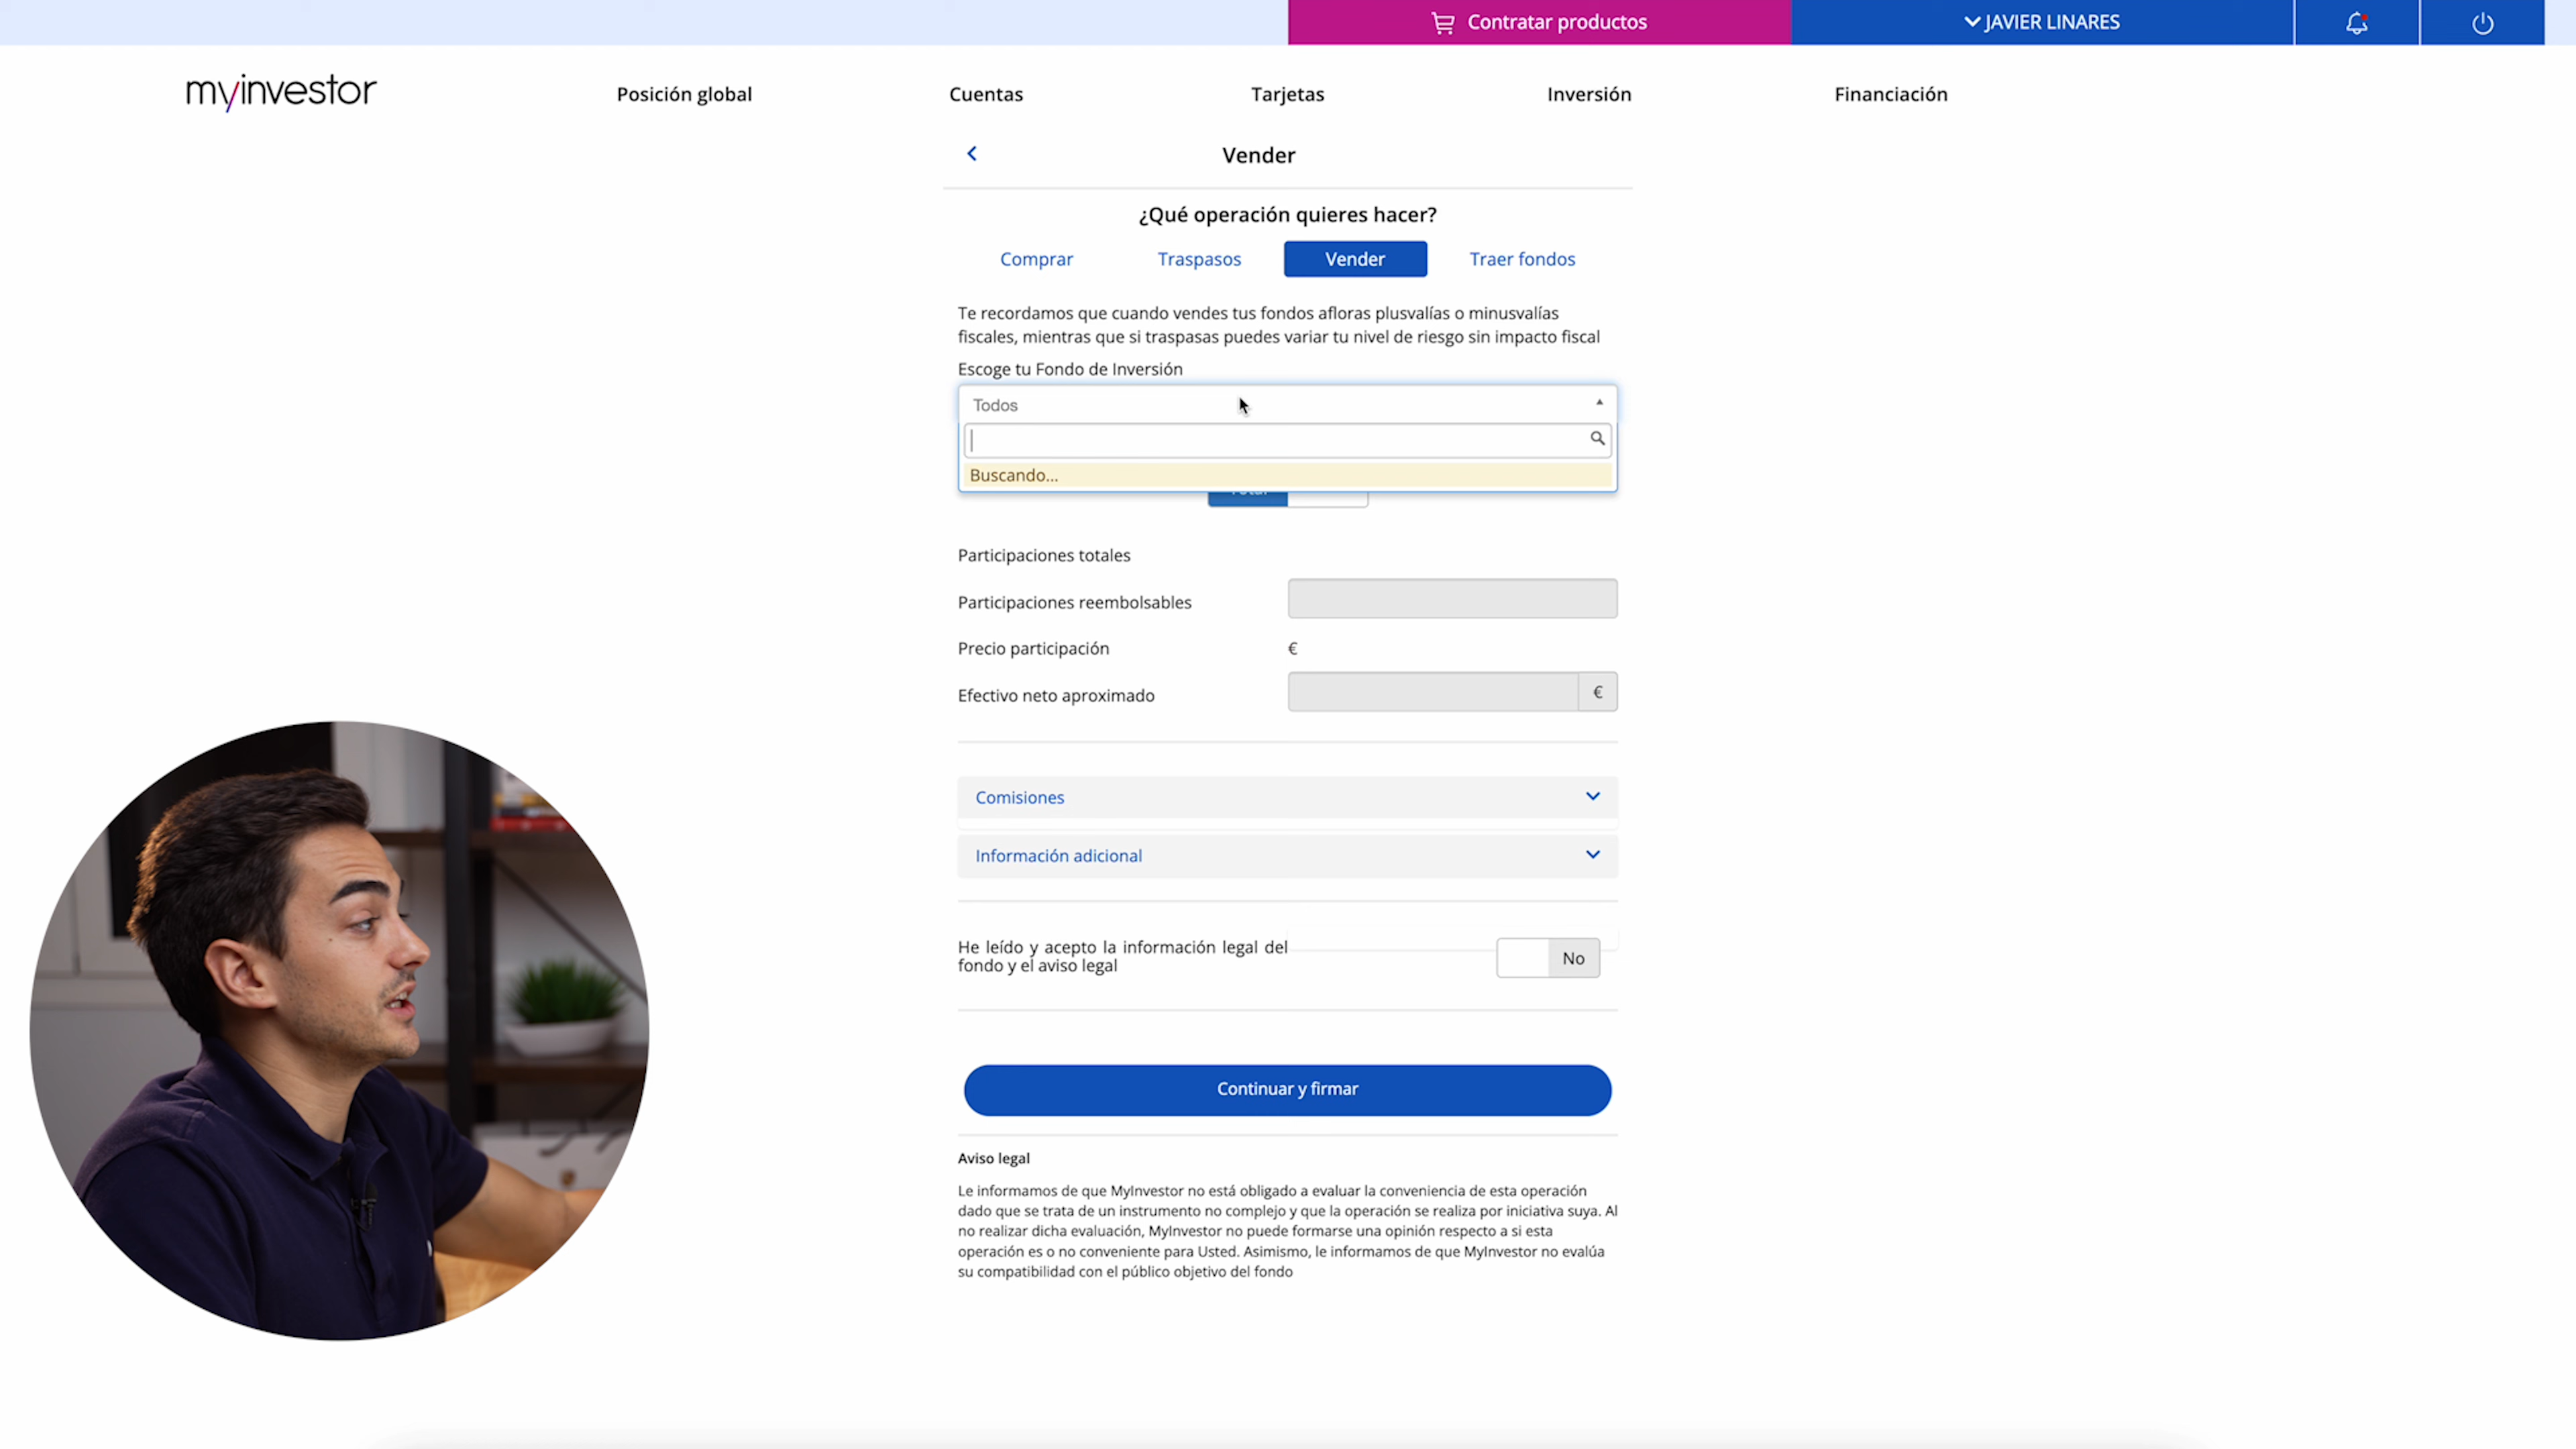 Contratar productos
JAVIER LINARES
myinvestor
Posición global
Cuentas
Tarjetas
Inversión
Financiación
Vender
¿Qué operación quieres hacer?
Comprar
Traspasos
Vender
Traer fondos
Te recordamos que cuando vendes tus fondos afloras plusvalías o minusvalías
fiscales, mientras que si traspasas puedes variar tu nivel de riesgo sin impacto fiscal
Escoge tu Fondo de Inversión
Todos
Buscando...
Participaciones totales
Participaciones reembolsables
Precio participación
€
Efectivo neto aproximado
€
Comisiones
Información adicional
He leído y acepto la información legal del
fondo y el aviso legal
No
Continuar y firmar
Aviso legal
Le informamos de que MyInvestor no está obligado a evaluar la conveniencia de esta operación
dado que se trata de un instrumento no complejo y que la operación se realiza por iniciativa suya. Al
no realizar dicha evaluación, MyInvestor no puede formarse una opinión respecto a si esta
operación es o no conveniente para Usted. Asimismo, le informamos de que MyInvestor no evalúa
su compatibilidad con el público objetivo del fondo